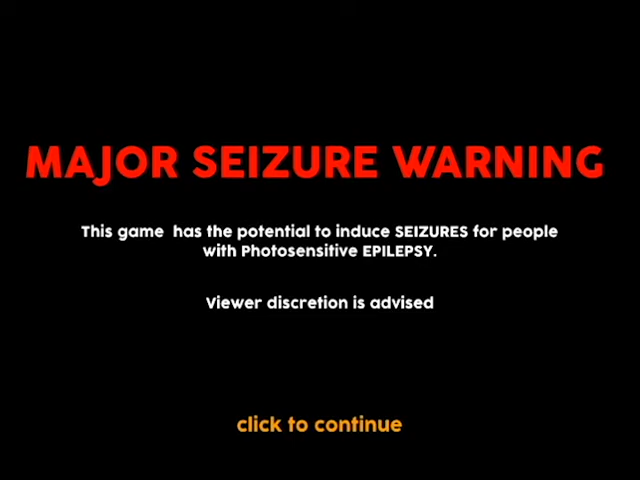 MAJOR SEIZURE WARNING
This game  has the potential to induce SEIZURES for people
with Photosensitive EPILEPSY.
Viewer discretion is advised
click to continue